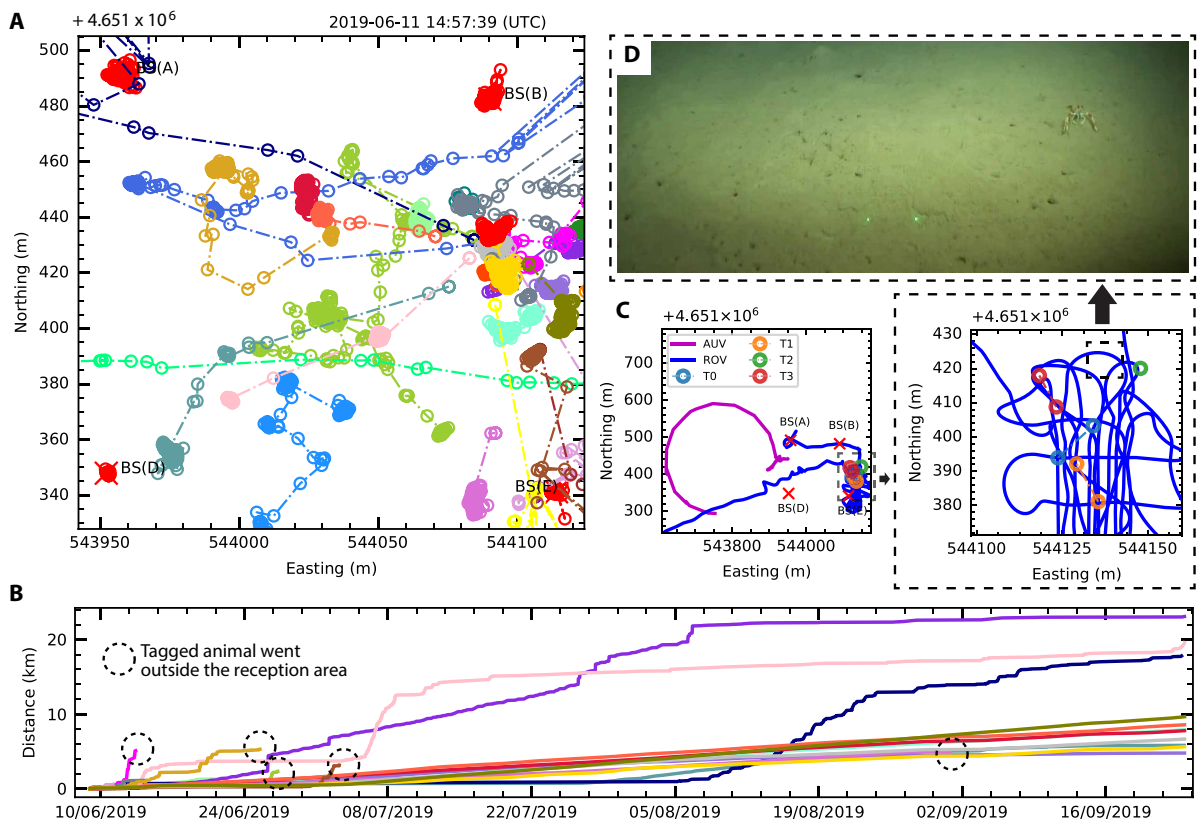 A
+ 4.651 x 10⁶
2019-06-11 14:57:39 (UTC)
500
480
460
440
420
400
380
360
340
Northing (m)
BS(A)
BS(B)
BS(D)
BS(E)
543950
544000
544050
544100
Easting (m)
D
C
+4.651×10⁶
AUV
ROV
T0
T1
T2
T3
700
600
500
400
300
Northing (m)
BS(A)
BS(B)
BS(D)
BS(E)
543800
544000
Easting (m)
+4.651×10⁶
430
420
410
400
390
380
Northing (m)
544100
544125
544150
Easting (m)
B
Tagged animal went
outside the reception area
20
10
0
Distance (km)
10/06/2019
24/06/2019
08/07/2019
22/07/2019
05/08/2019
19/08/2019
02/09/2019
16/09/2019